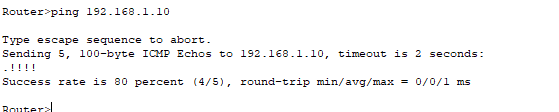 Router>ping 192.168.1.10
Type escape sequence to abort.
Sending 5, 100-byte ICMP Echos to 192.168.1.10, timeout is 2 seconds:
.!!!!
Success rate is 80 percent (4/5), round-trip min/avg/max = 0/0/1 ms
Router>